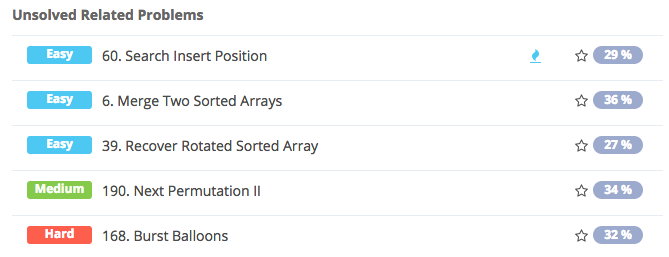 Unsolved Related Problems
Easy 60. Search Insert Position 29 %
Easy 6. Merge Two Sorted Arrays 36 %
Easy 39. Recover Rotated Sorted Array 27 %
Medium 190. Next Permutation II 34 %
Hard 168. Burst Balloons 32 %